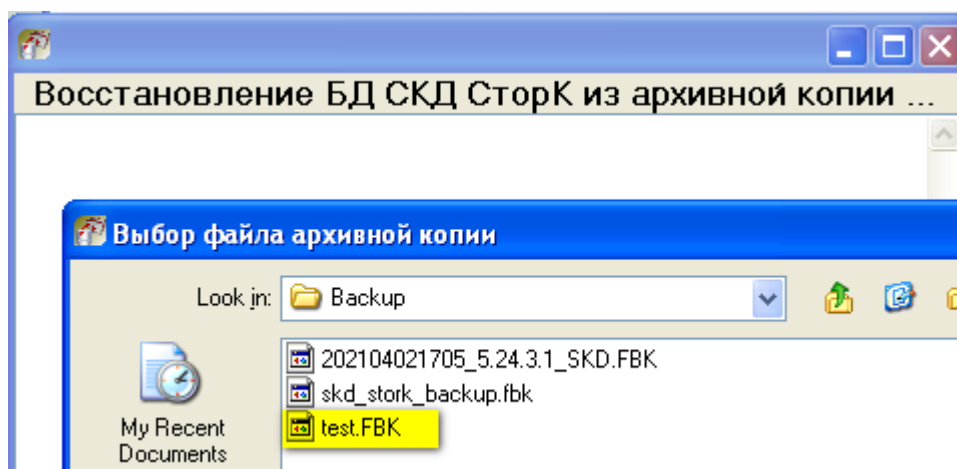 Восстановление БД СКД СторК из архивной копии ...
Выбор файла архивной копии
Look in: Backup
202104021705_5.24.3.1_SKD.FBK
skd_stork_backup.fbk
test.FBK
My Recent
Documents